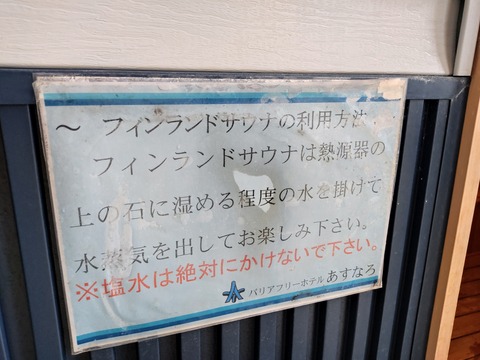 ～ フィンランドサウナの利用方法
フィンランドサウナは熱源器の
上の石に湿める程度の水を掛けて
水蒸気を出してお楽しみ下さい。
※塩水は絶対にかけないで下さい。
バリアフリーホテル あすなろ